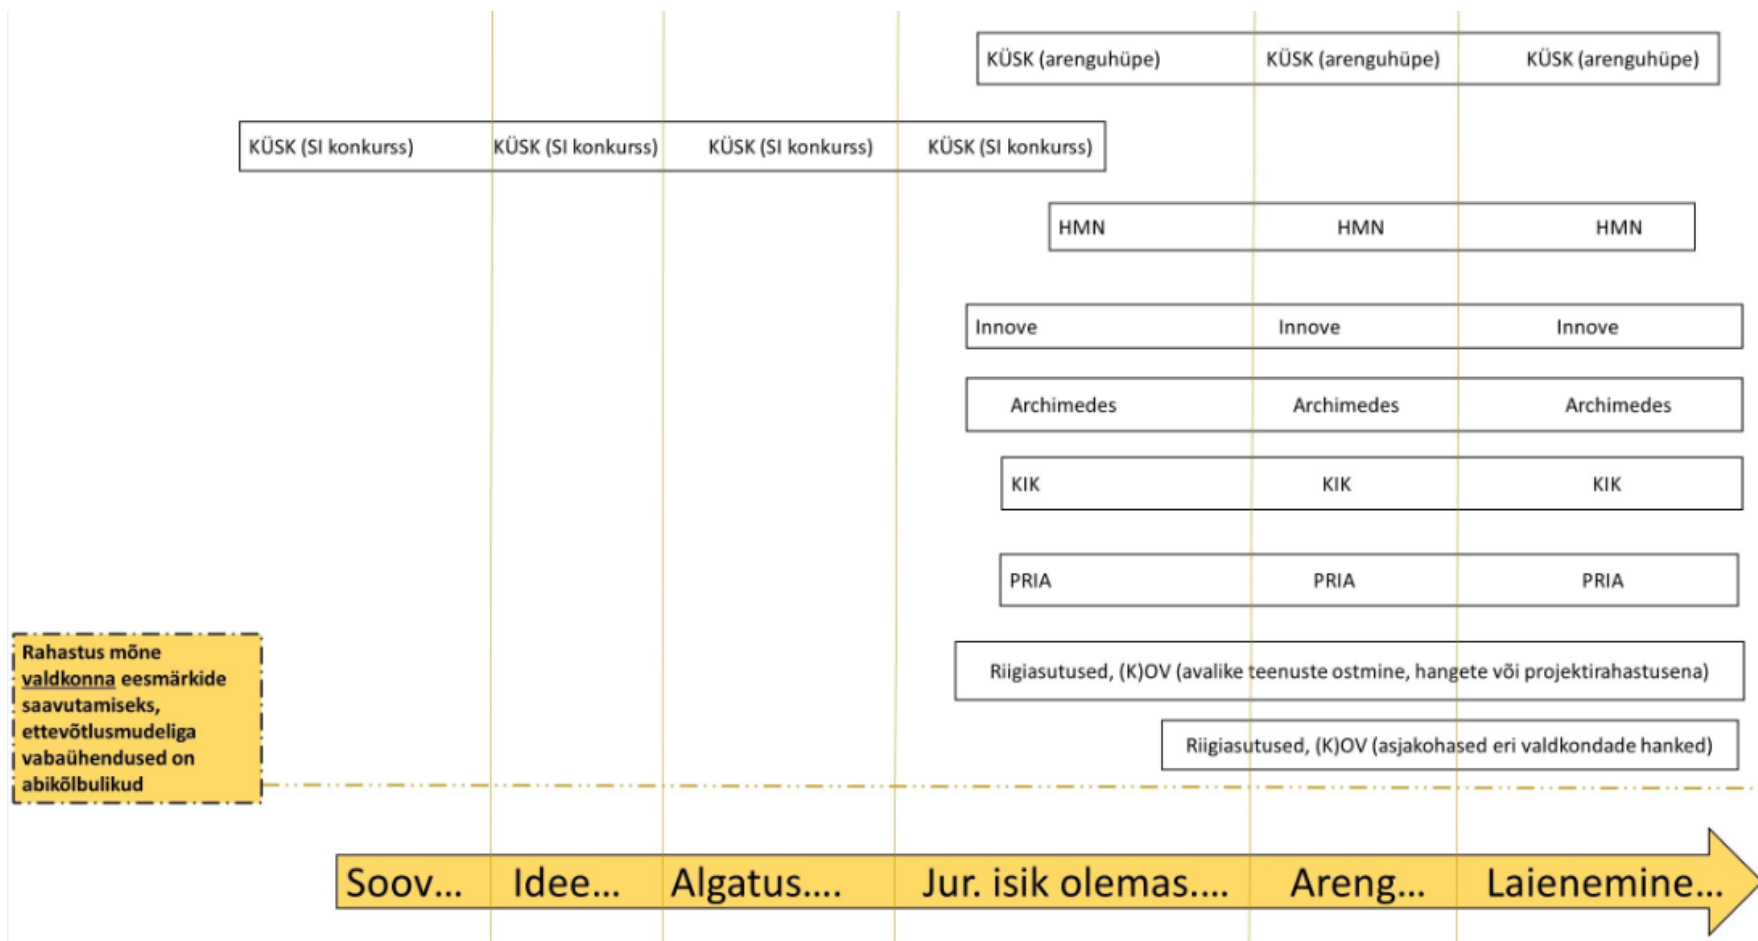 KÜSK (arenguhüpe) KÜSK (arenguhüpe) KÜSK (arenguhüpe)
KÜSK (SI konkurss) KÜSK (SI konkurss) KÜSK (SI konkurss) KÜSK (SI konkurss)
HMN HMN HMN
Innove Innove Innove
Archimedes Archimedes Archimedes
KIK KIK KIK
PRIA PRIA PRIA
Riigiasutused, (K)OV (avalike teenuste ostmine, hangete või projektirahastusena)
Riigiasutused, (K)OV (asjakohased eri valdkondade hanked)
Rahastus mõne
valdkonna eesmärkide
saavutamiseks,
ettevõtlusmudeliga
vabaühendused on
abikõlbulikud
Soov... Idee... Algatus.... Jur. isik olemas.... Areng... Laienemine...